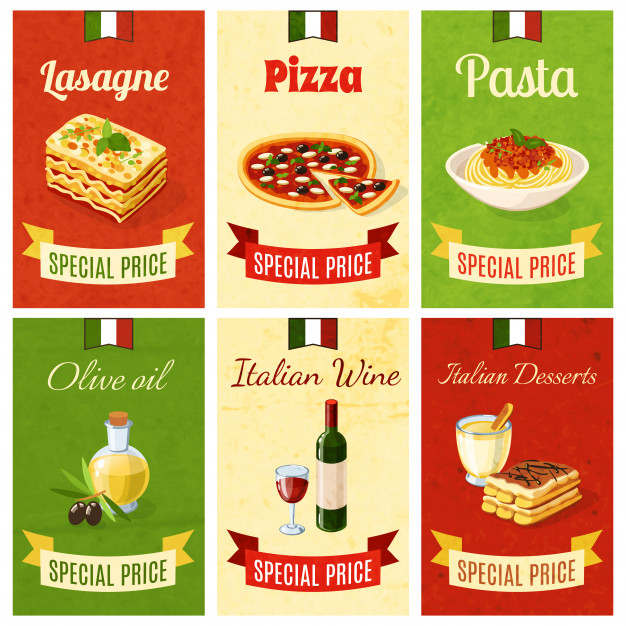 Lasagne
SPECIAL PRICE
Pizza
SPECIAL PRICE
Pasta
SPECIAL PRICE
Olive oil
SPECIAL PRICE
Italian Wine
SPECIAL PRICE
Italian Desserts
SPECIAL PRICE